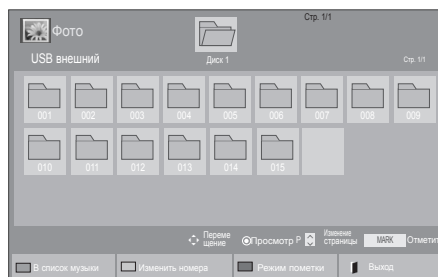 Стр. 1/1
Фото
USB внешний
Диск 1
Стр. 1/1
001 002 003 004 005 006 007 008 009
010 011 012 013 014 015
Переме
щение
Просмотр P
Изменене
страницы
MARK Отметит
В список музыки
Изменить номера
Режим пометки
Выход